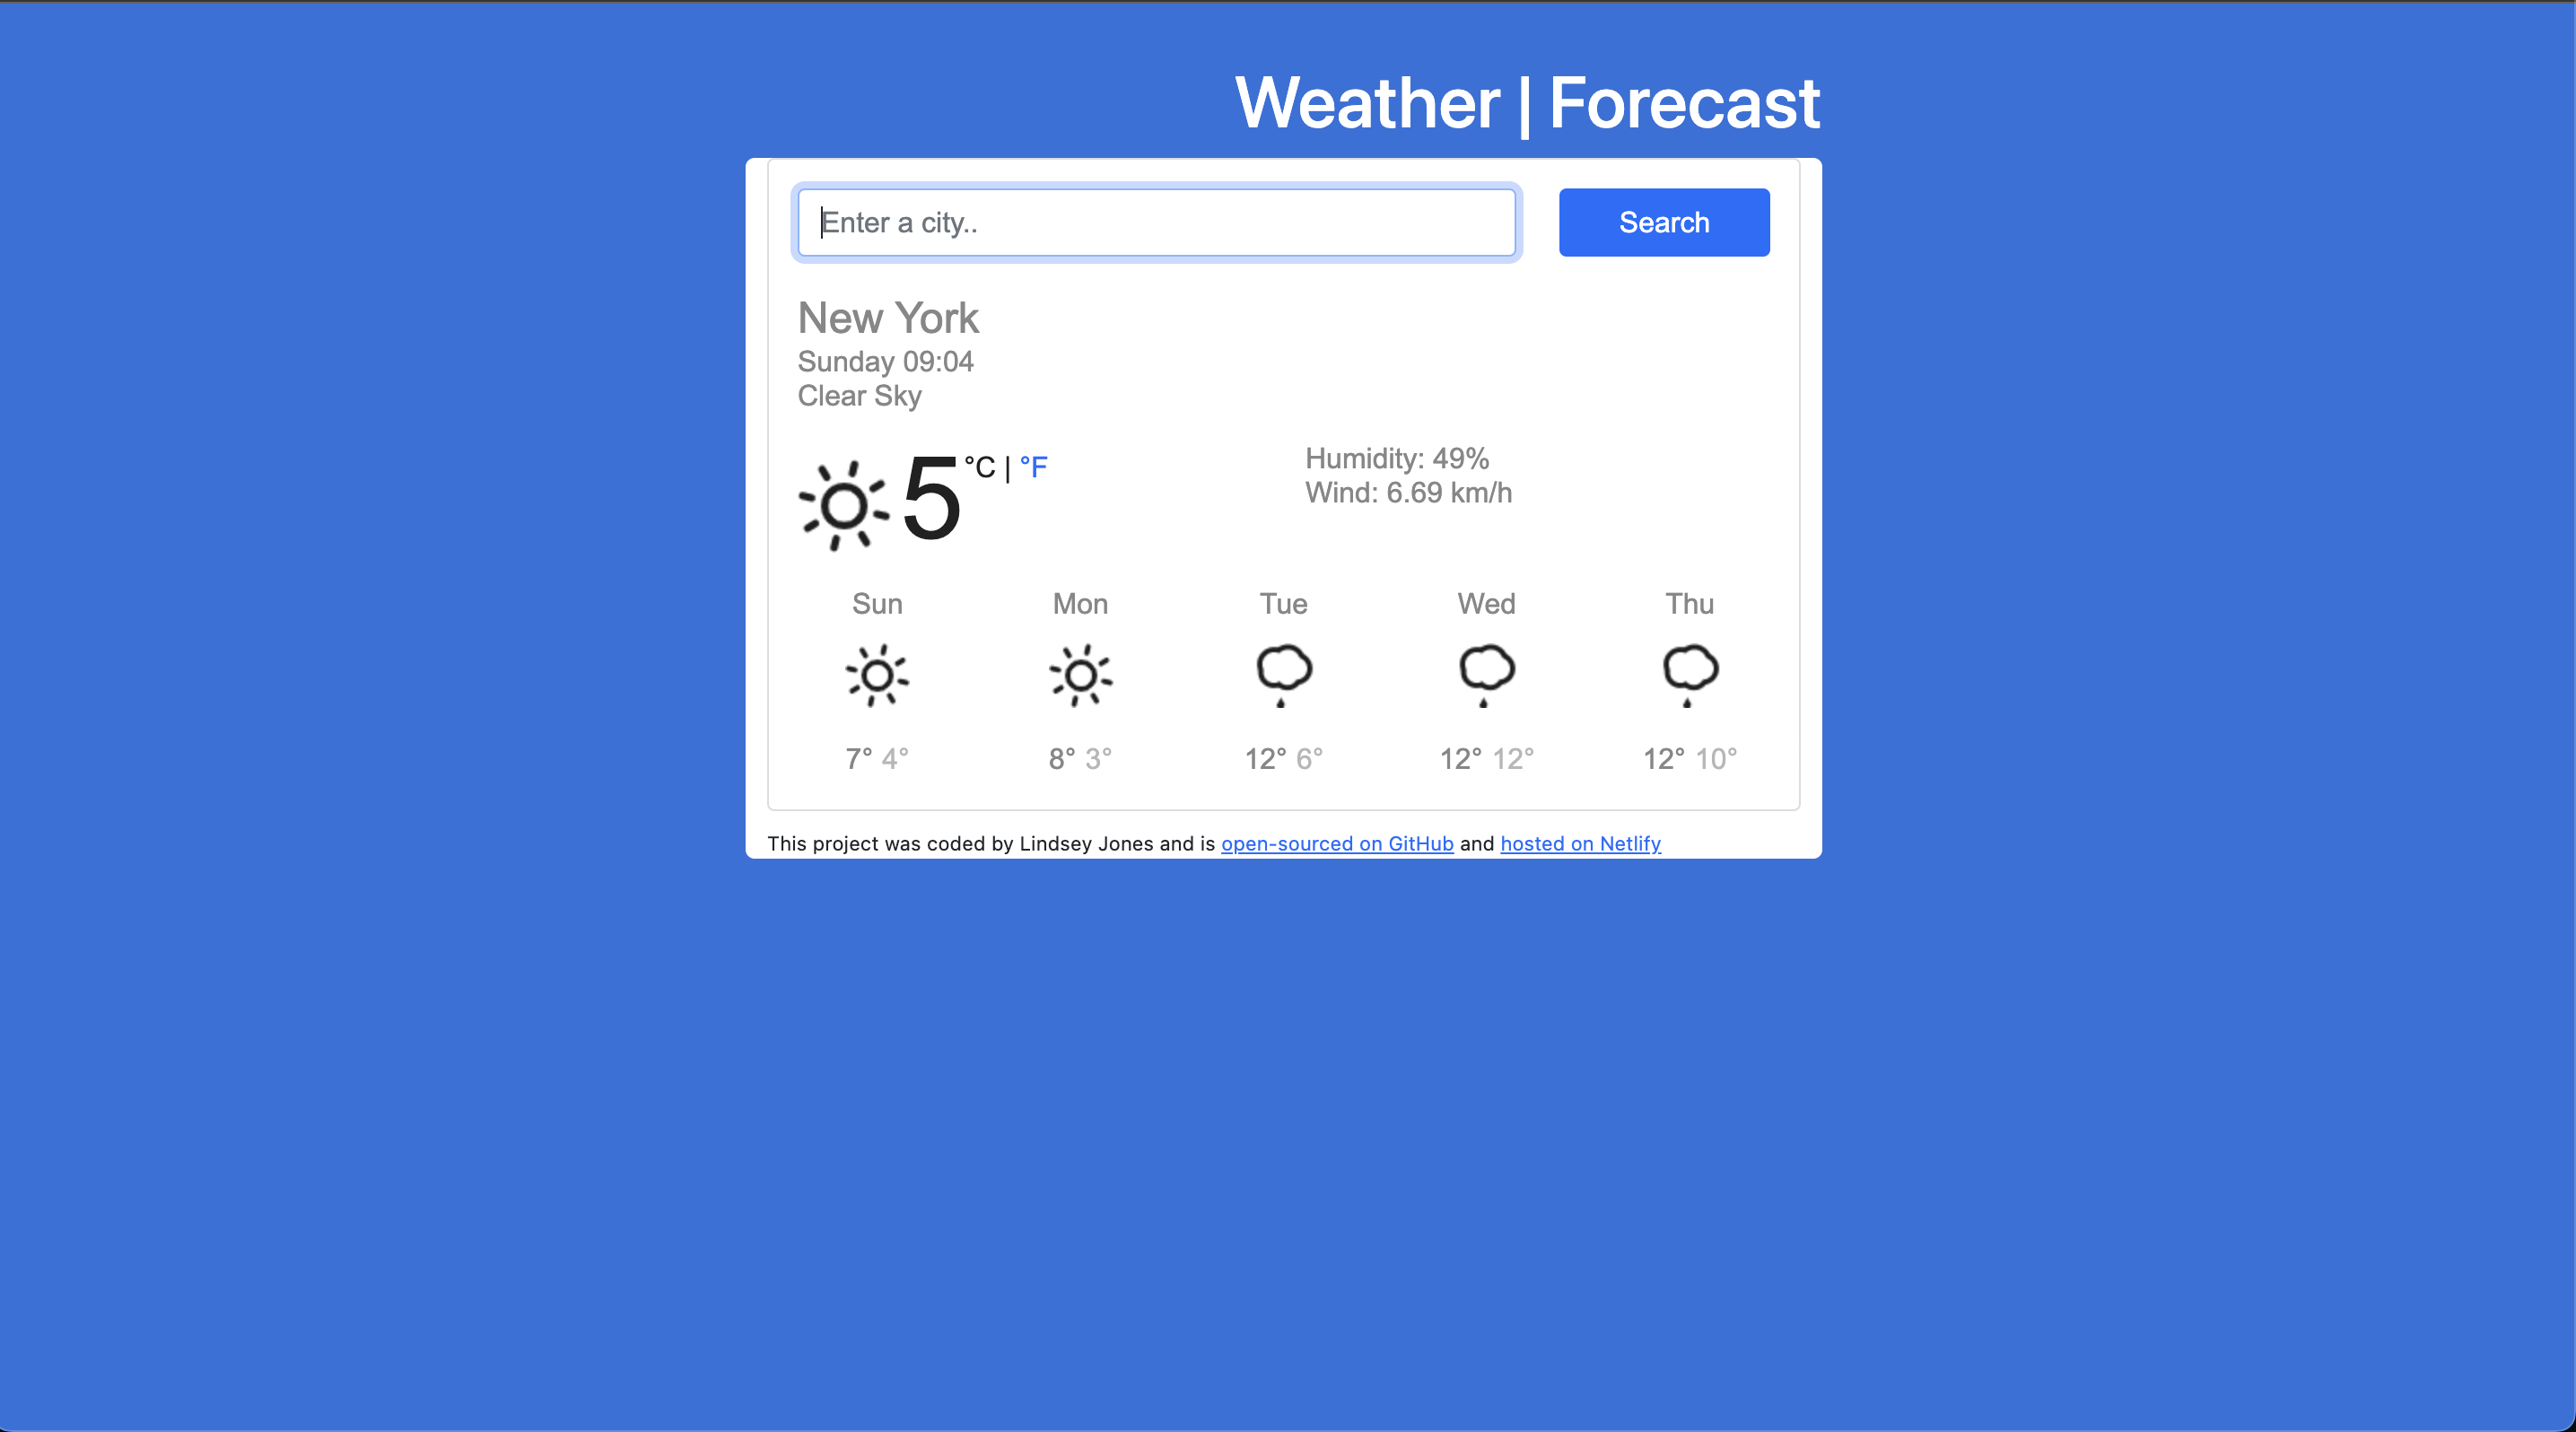 Weather | Forecast
Enter a city..
Search
New York
Sunday 09:04
Clear Sky
5 °C | °F
Humidity: 49%
Wind: 6.69 km/h
Sun Mon Tue Wed Thu
7° 4° 8° 3° 12° 6° 12° 12° 12° 10°
This project was coded by Lindsey Jones and is open-sourced on GitHub and hosted on Netlify